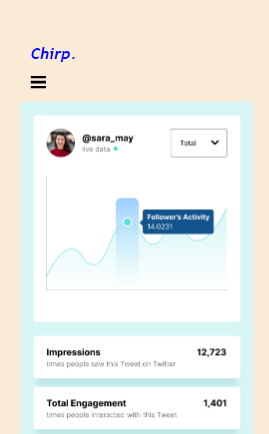 Chirp.
@sara_may
live data
Total
Follower's Activity
14.0231
Impressions
12,723
times people saw this Tweet on Twitter
Total Engagement
1,401
times people interacted with this Tweet